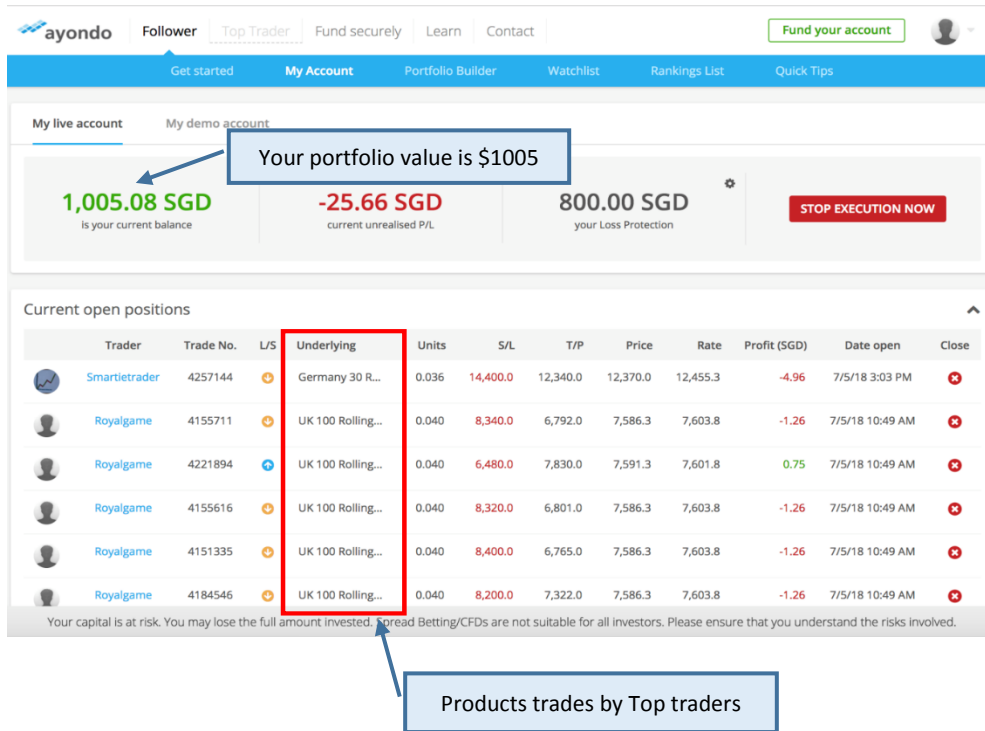 ayondo Follower Top Trader Fund securely Learn Contact Fund your account
Get started My Account Portfolio Builder Watchlist Rankings List Quick Tips
My live account My demo account
Your portfolio value is $1005
1,005.08 SGD -25.66 SGD 800.00 SGD STOP EXECUTION NOW
is your current balance current unrealised P/L your Loss Protection
Current open positions
Trader Trade No. L/S Underlying Units S/L T/P Price Rate Profit (SGD) Date open Close
Smartietrader 4257144 Germany 30 R... 0.036 14,400.0 12,340.0 12,370.0 12,455.3 -4.96 7/5/18 3:03 PM
Royalgame 4155711 UK 100 Rolling... 0.040 8,340.0 6,792.0 7,586.3 7,603.8 -1.26 7/5/18 10:49 AM
Royalgame 4221894 UK 100 Rolling... 0.040 6,480.0 7,830.0 7,591.3 7,601.8 0.75 7/5/18 10:49 AM
Royalgame 4155616 UK 100 Rolling... 0.040 8,320.0 6,801.0 7,586.3 7,603.8 -1.26 7/5/18 10:49 AM
Royalgame 4151335 UK 100 Rolling... 0.040 8,400.0 6,765.0 7,586.3 7,603.8 -1.26 7/5/18 10:49 AM
Royalgame 4184546 UK 100 Rolling... 0.040 8,200.0 7,322.0 7,586.3 7,603.8 -1.26 7/5/18 10:49 AM
Your capital is at risk. You may lose the full amount invested. Spread Betting/CFDs are not suitable for all investors. Please ensure that you understand the risks involved.
Products trades by Top traders